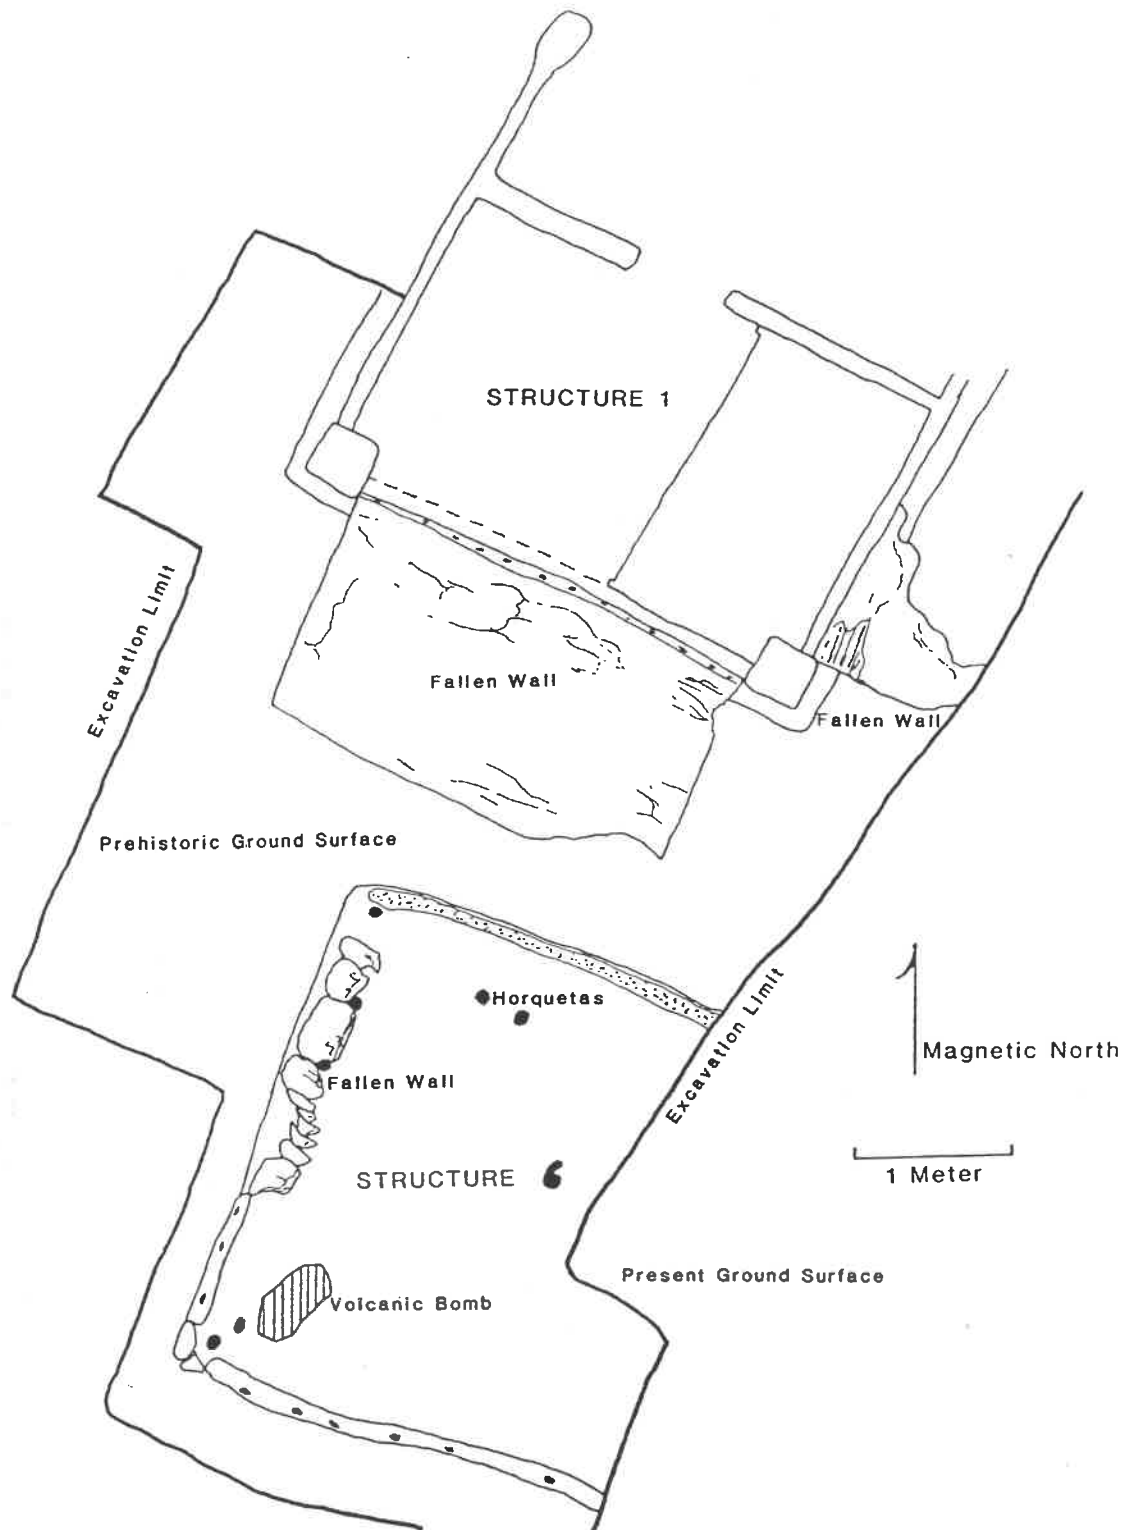 STRUCTURE 1
Excavation Limit
Fallen Wall
Fallen Wall
Prehistoric Ground Surface
Horquetas
Excavation Limit
Magnetic North
Fallen Wall
1 Meter
STRUCTURE 6
Present Ground Surface
Volcanic Bomb